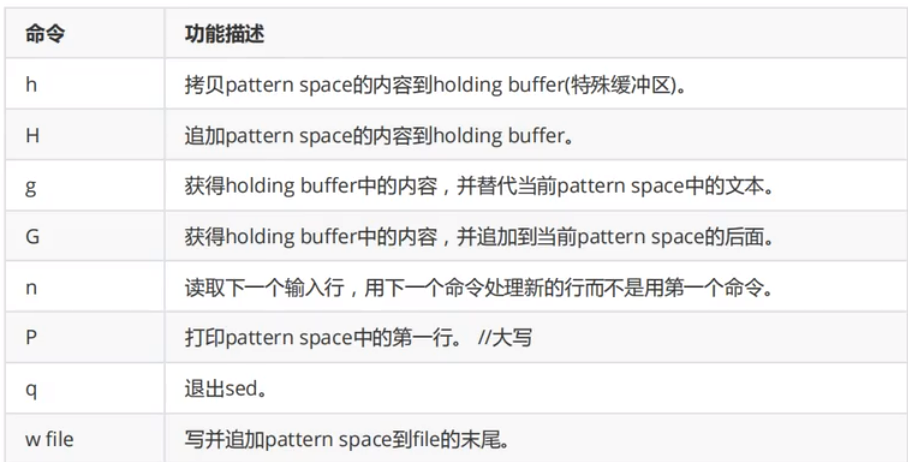 命令 功能描述
h 拷贝pattern space的内容到holding buffer(特殊缓冲区)。
H 追加pattern space的内容到holding buffer。
g 获得holding buffer中的内容，并替代当前pattern space中的文本。
G 获得holding buffer中的内容，并追加到当前pattern space的后面。
n 读取下一个输入行，用下一个命令处理新的行而不是用第一个命令。
P 打印pattern space中的第一行。 //大写
q 退出sed。
w file 写并追加pattern space到file的末尾。